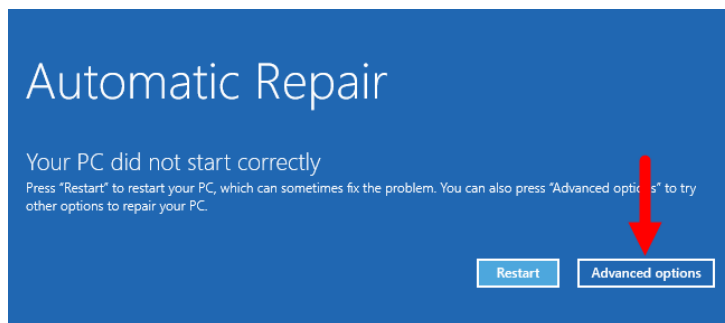 Automatic Repair
Your PC did not start correctly
Press "Restart" to restart your PC, which can sometimes fix the problem. You can also press "Advanced options" to try
other options to repair your PC.
Restart
Advanced options